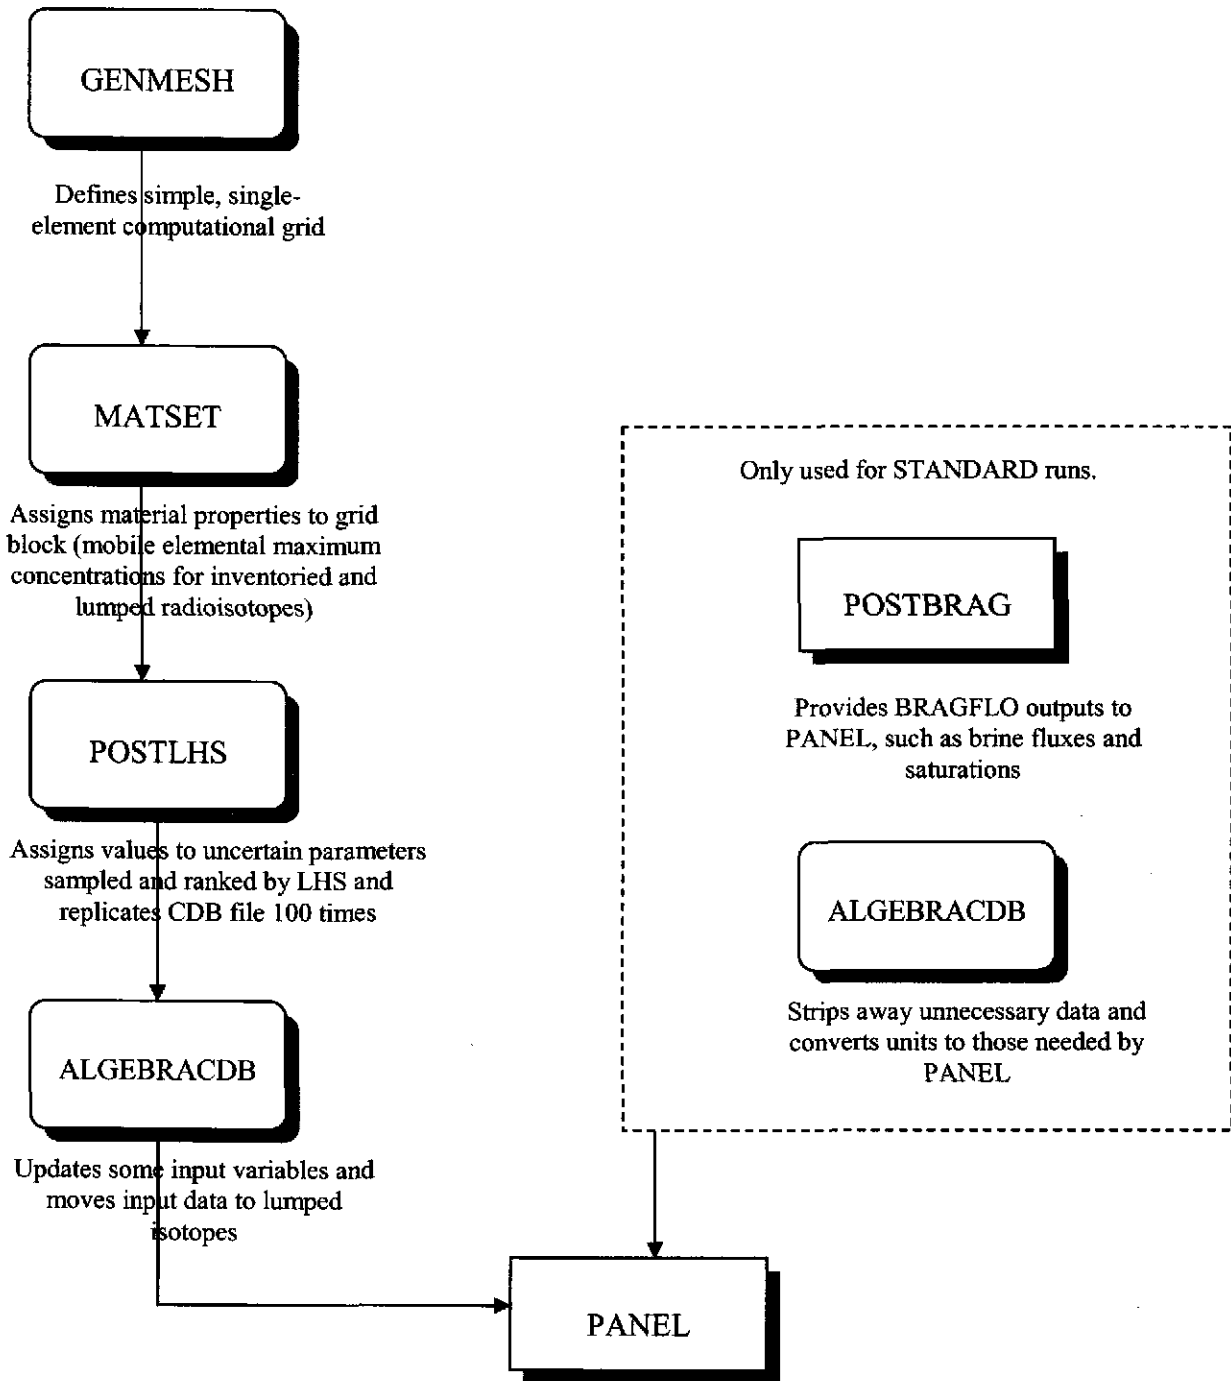 GENMESH
Defines simple, single-
element computational grid
MATSET
Assigns material properties to grid
block (mobile elemental maximum
concentrations for inventoried and
lumped radioisotopes)
POSTLHS
Assigns values to uncertain parameters
sampled and ranked by LHS and
replicates CDB file 100 times
ALGEBRACDB
Updates some input variables and
moves input data to lumped
isotopes
Only used for STANDARD runs.
POSTBRAG
Provides BRAGFLO outputs to
PANEL, such as brine fluxes and
saturations
ALGEBRACDB
Strips away unnecessary data and
converts units to those needed by
PANEL
PANEL